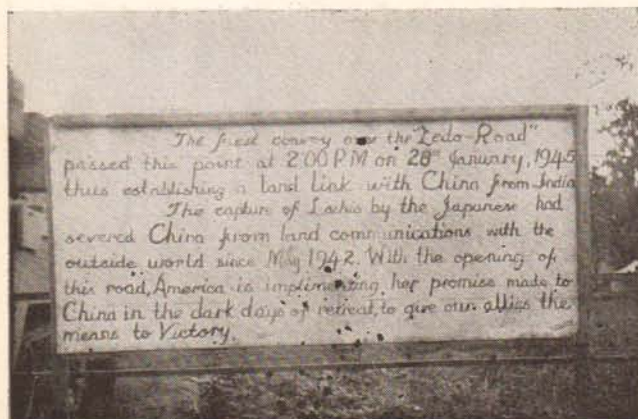 The first convoy over the "Ledo-Road"
passed this point at 2:00 P.M on 28th January, 1945
thus establishing a land link with China from India
The capture of Lashio by the Japanese had
severed China from land communications with the
outside world since May 1942. With the opening of
this road, America is implimenting her promise made to
China in the dark days of retreat, to give our allies the
means to Victory.